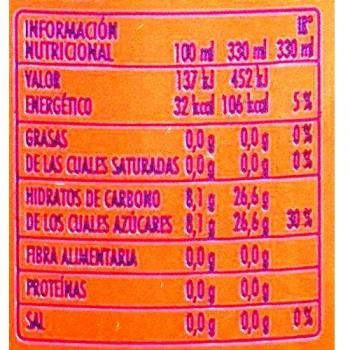 INFORMACIÓN IR*
NUTRICIONAL 100 ml 330 ml 330 ml
VALOR 137 kJ 452 kJ
ENERGÉTICO 32 kcal 106 kcal 5%
GRASAS 0,0 g 0,0 g 0%
DE LAS CUALES SATURADAS 0,0 g 0,0 g 0%
HIDRATOS DE CARBONO 8,1 g 26,6 g
DE LOS CUALES AZÚCARES 8,1 g 26,6 g 30%
FIBRA ALIMENTARIA 0,0 g 0,0 g
PROTEÍNAS 0,0 g 0,0 g
SAL 0,0 g 0,0 g 0%